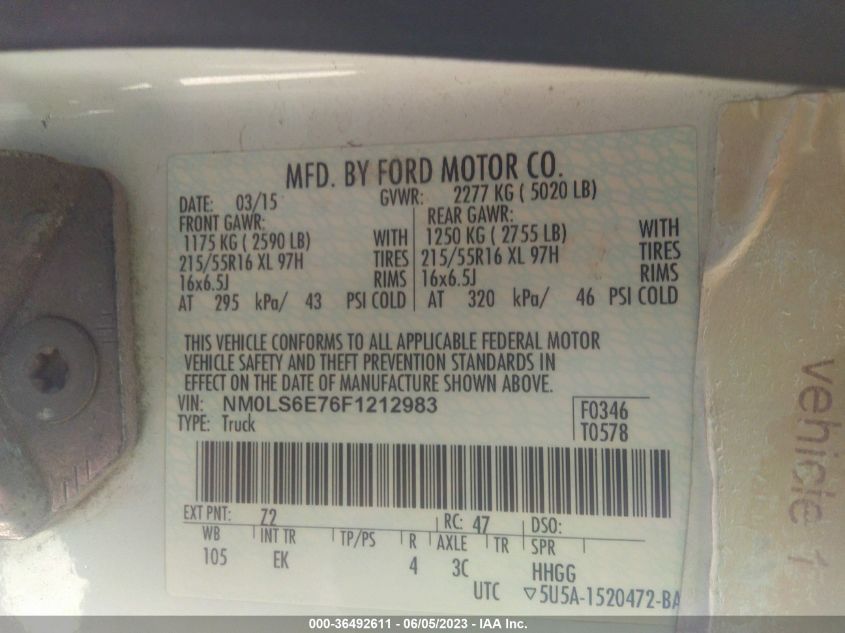 MFD. BY FORD MOTOR CO.
DATE: 03/15 GVWR: 2277 KG ( 5020 LB)
FRONT GAWR: REAR GAWR:
1175 KG ( 2590 LB) WITH 1250 KG ( 2755 LB) WITH
215/55R16 XL 97H TIRES 215/55R16 XL 97H TIRES
16x6.5J RIMS 16x6.5J RIMS
AT 295 kPa/ 43 PSI COLD AT 320 kPa/ 46 PSI COLD
THIS VEHICLE CONFORMS TO ALL APPLICABLE FEDERAL MOTOR
VEHICLE SAFETY AND THEFT PREVENTION STANDARDS IN
EFFECT ON THE DATE OF MANUFACTURE SHOWN ABOVE.
VIN: NM0LS6E76F1212983 F0346
TYPE: Truck T0578
EXT PNT: Z2 RC: 47 DSO:
WB INT TR TP/PS R AXLE TR SPR
105 EK 4 3C HHGG
UTC ▽5U5A-1520472-BA
vehicle 1
000-36492611 - 06/05/2023 - IAA Inc.